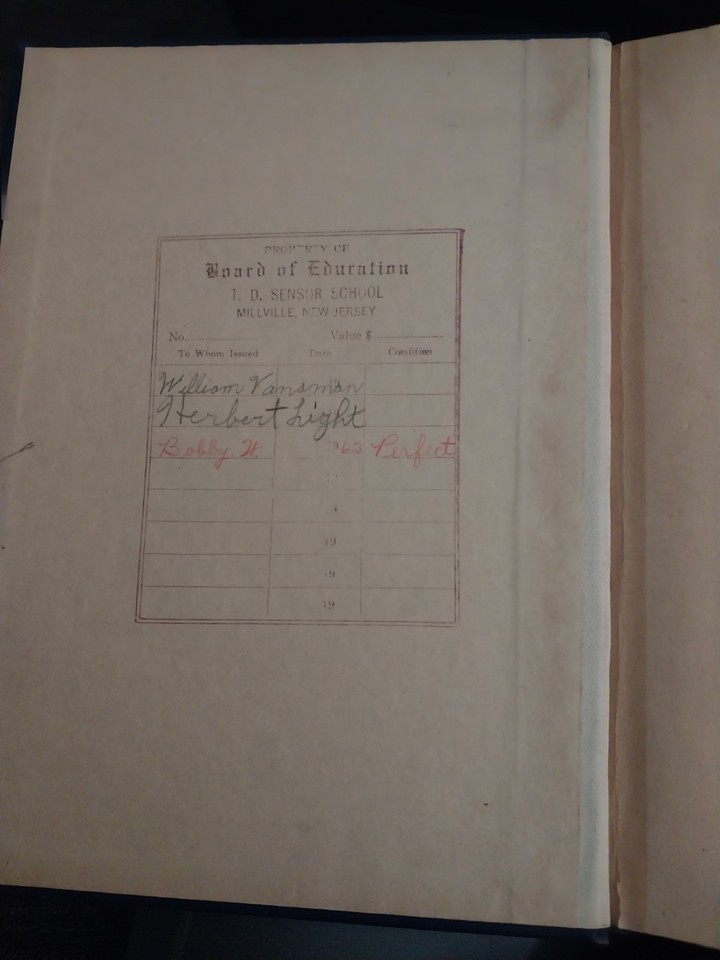 PROPERTY OF
Board of Education
T. D. SENSOR SCHOOL
MILLVILLE, NEW JERSEY
No. Value $
To Whom Issued Date Condition
William Vansman
Herbert Light
Bobby 1963 Perfect
19
19
19